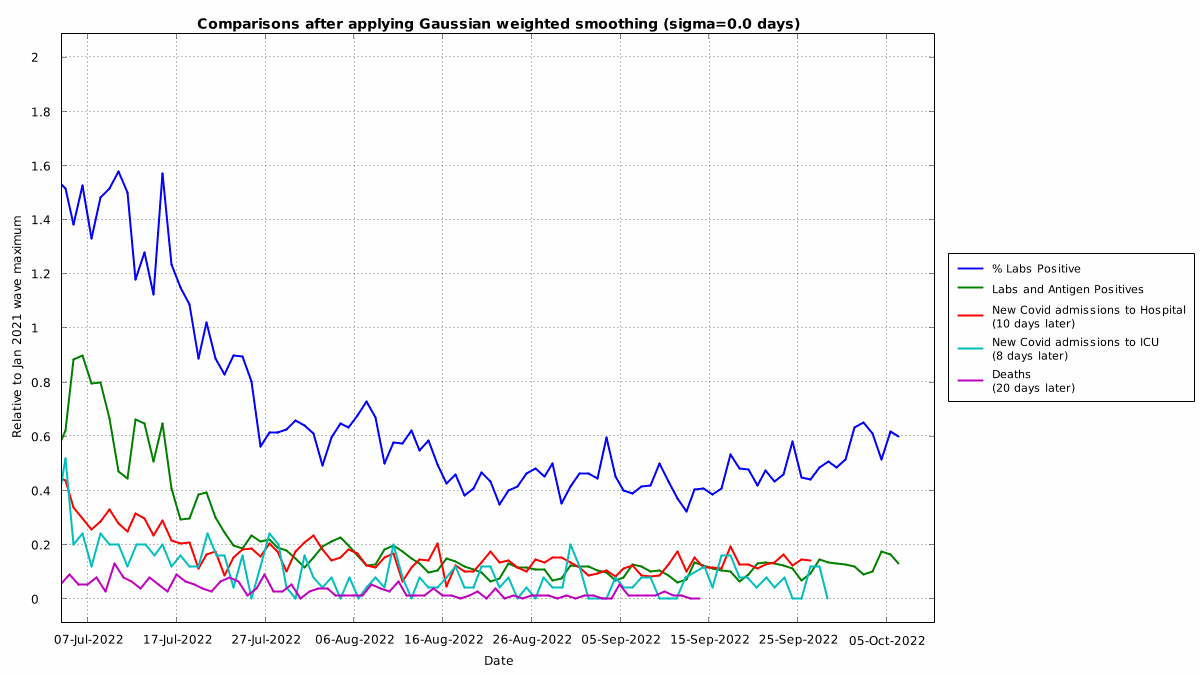 Comparisons after applying Gaussian weighted smoothing (sigma=0.0 days)
Relative to Jan 2021 wave maximum
2
1.8
1.6
1.4
1.2
1
0.8
0.6
0.4
0.2
0
07-Jul-2022 17-Jul-2022 27-Jul-2022 06-Aug-2022 16-Aug-2022 26-Aug-2022 05-Sep-2022 15-Sep-2022 25-Sep-2022 05-Oct-2022
Date
% Labs Positive
Labs and Antigen Positives
New Covid admissions to Hospital
(10 days later)
New Covid admissions to ICU
(8 days later)
Deaths
(20 days later)